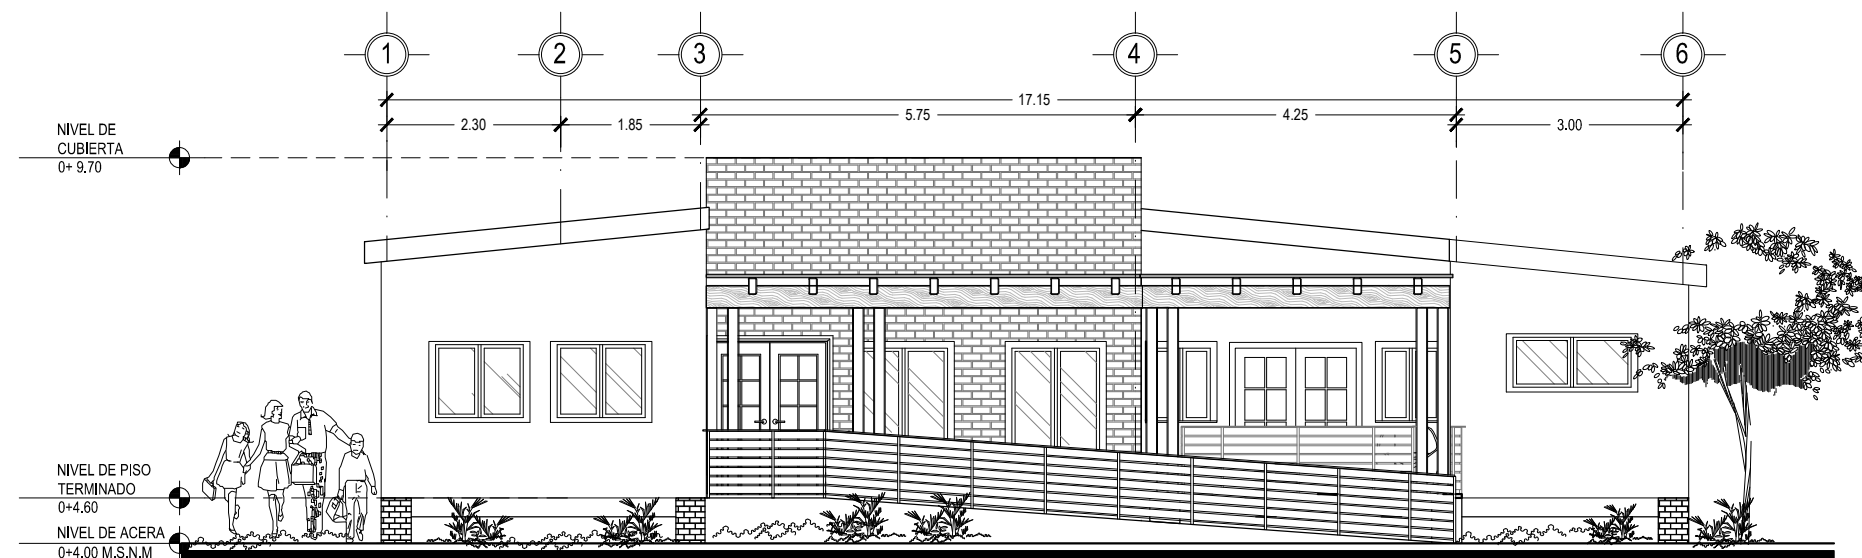 1 2 3 4 5 6
17.15
2.30 1.85 5.75 4.25 3.00
NIVEL DE
CUBIERTA
0+ 9.70
NIVEL DE PISO
TERMINADO
0+4.60
NIVEL DE ACERA
0+4.00 M.S.N.M